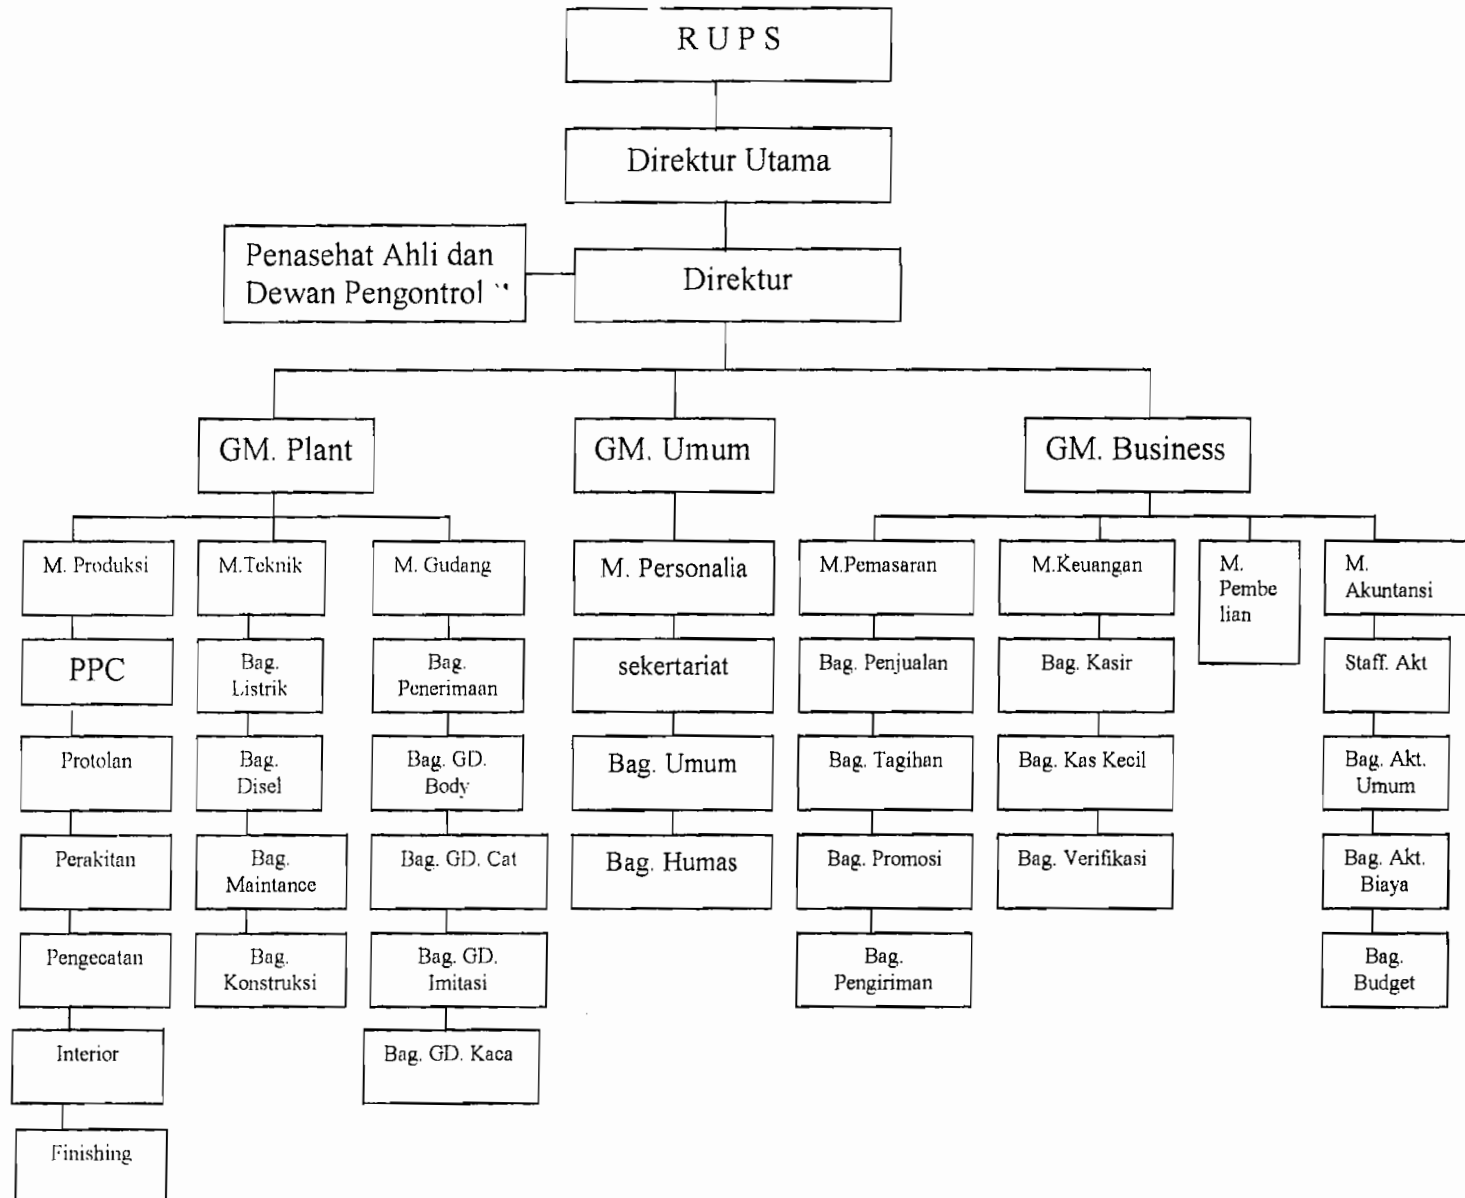 R U P S
Direktur Utama
Penasehat Ahli dan
Dewan Pengontrol
Direktur
GM. Plant
GM. Umum
GM. Business
M. Produksi
M.Teknik
M. Gudang
M. Personalia
M.Pemasaran
M.Keuangan
M.
Pembe
lian
M.
Akuntansi
PPC
Bag.
Listrik
Bag.
Penerimaan
sekertariat
Bag. Penjualan
Bag. Kasir
Staff. Akt
Protolan
Bag.
Disel
Bag. GD.
Body
Bag. Umum
Bag. Tagihan
Bag. Kas Kecil
Bag. Akt.
Umum
Perakitan
Bag.
Maintance
Bag. GD. Cat
Bag. Humas
Bag. Promosi
Bag. Verifikasi
Bag. Akt.
Biaya
Pengecatan
Bag.
Konstruksi
Bag. GD.
Imitasi
Bag.
Pengiriman
Bag.
Budget
Interior
Bag. GD. Kaca
Finishing